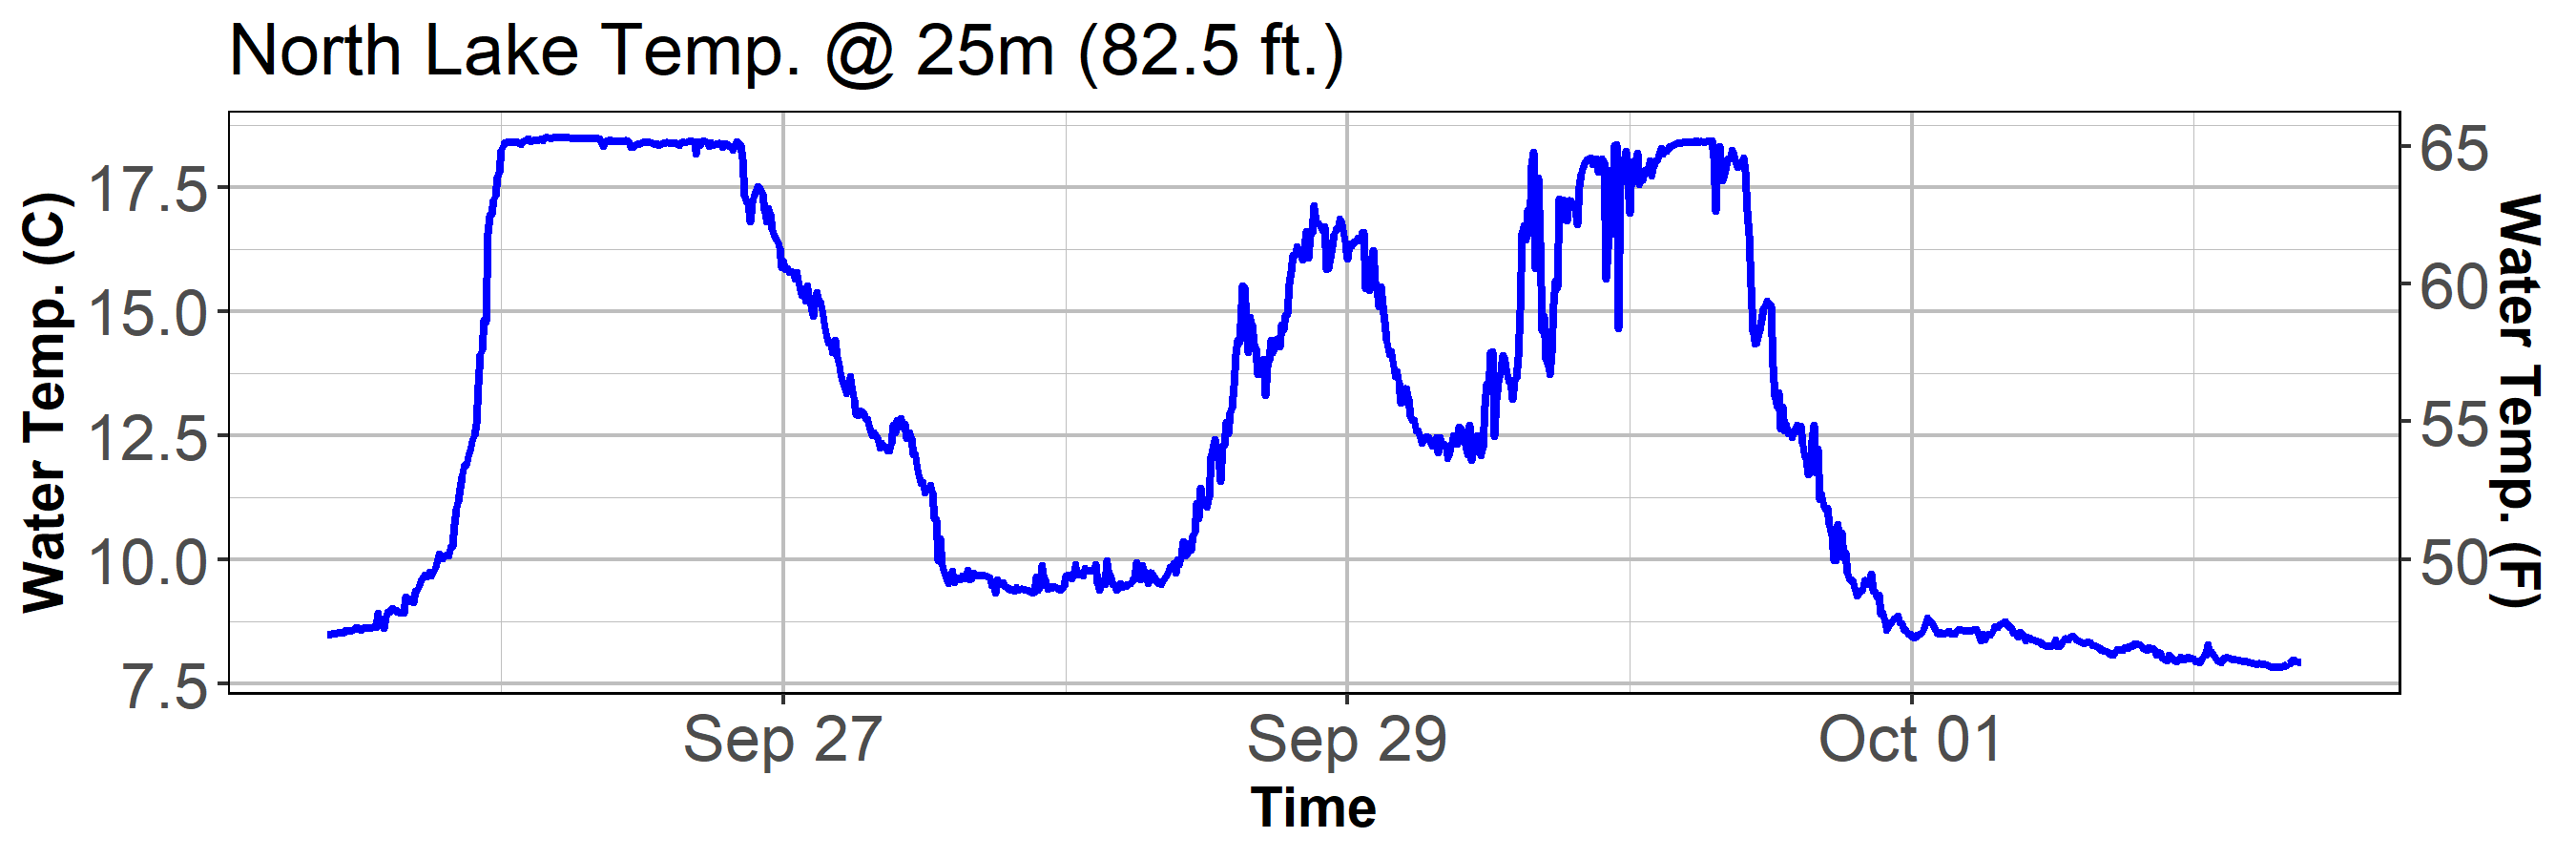 North Lake Temp. @ 25m (82.5 ft.)
Water Temp. (C)
17.5
15.0
12.5
10.0
7.5
65
60
55
50
Water Temp. (F)
Sep 27
Sep 29
Oct 01
Time